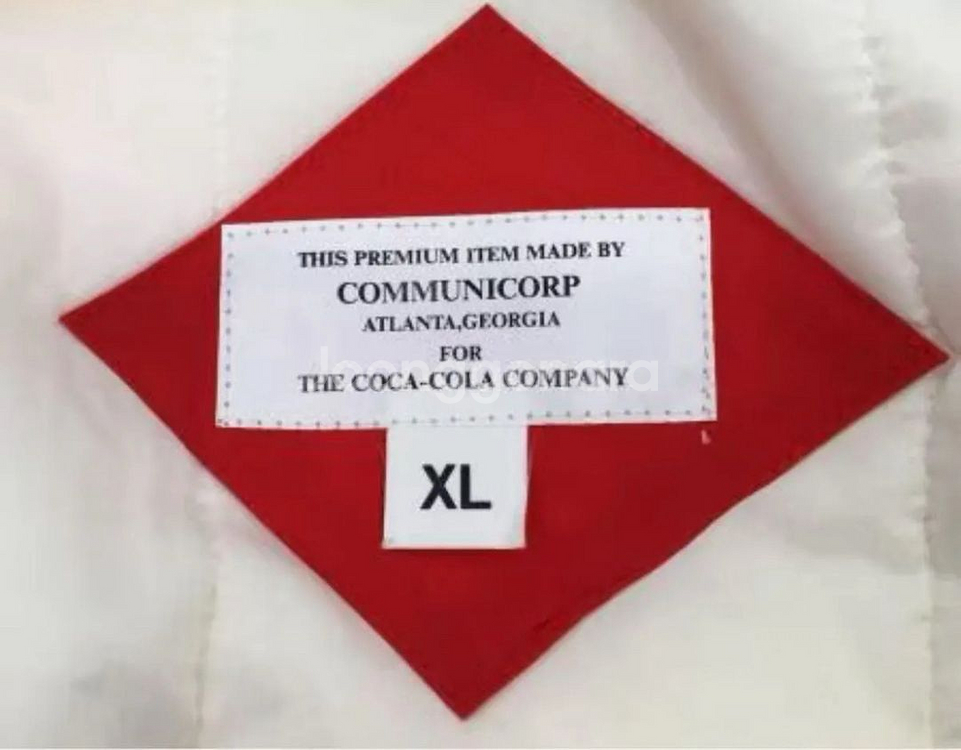 THIS PREMIUM ITEM MADE BY
COMMUNICORP
ATLANTA,GEORGIA
FOR
THE COCA-COLA COMPANY
XL